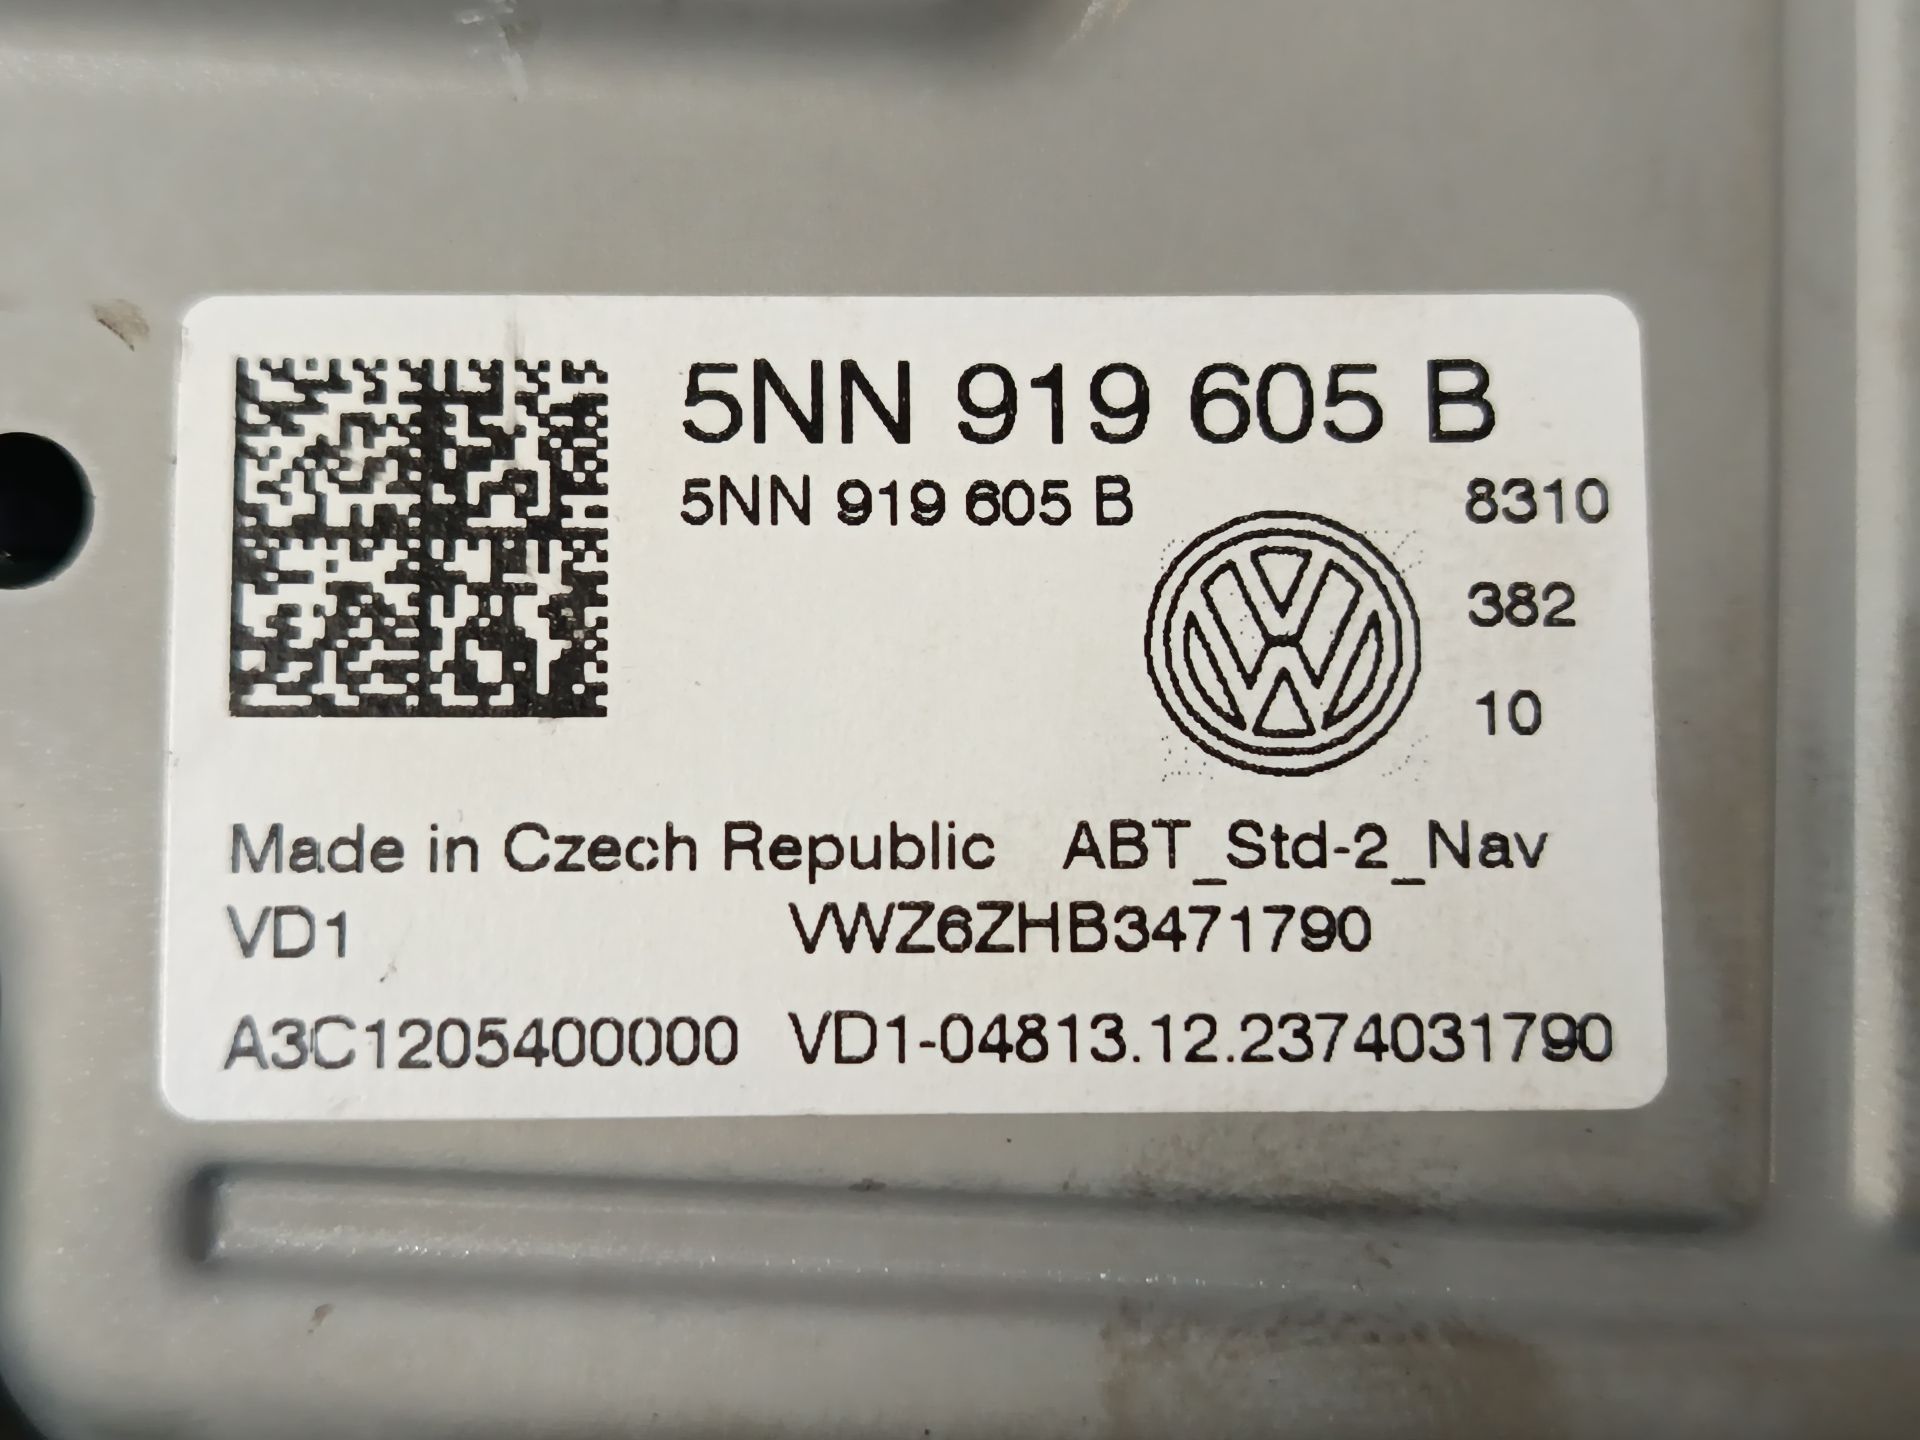 5NN 919 605 B
5NN 919 605 B 8310
382
10
Made in Czech Republic ABT_Std-2_Nav
VD1 VWZ6ZHB3471790
A3C1205400000 VD1-04813.12.2374031790